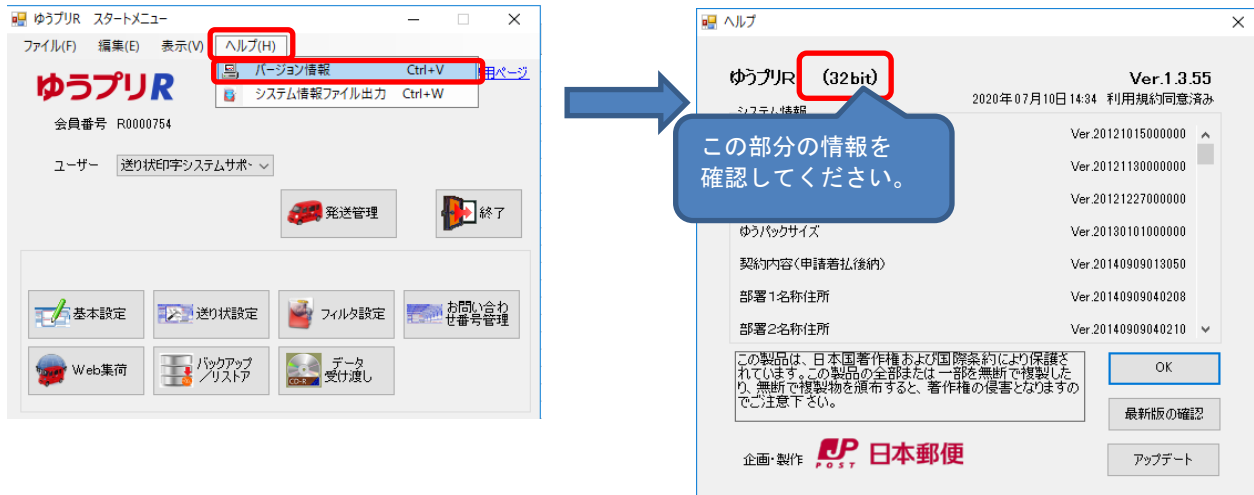 ゆうプリR スタートメニュー
ファイル(F) 編集(E) 表示(V) ヘルプ(H)
バージョン情報 Ctrl+V
システム情報ファイル出力 Ctrl+W
用ページ
ゆうプリR
会員番号 R0000754
ユーザー 送り状印字システムサポ
発送管理
終了
基本設定
送り状設定
フィルタ設定
お問い合わ
せ番号管理
Web集荷
バックアップ
/リストア
データ
受け渡し
ヘルプ
ゆうプリR (32bit) Ver.1.3.55
2020年07月10日 14:34 利用規約同意済み
システム情報
この部分の情報を
確認してください。
Ver.20121015000000
Ver.20121130000000
Ver.20121227000000
ゆうパックサイズ Ver.20130101000000
契約内容(申請着払後納) Ver.20140909013050
部署1名称住所 Ver.20140909040208
部署2名称住所 Ver.20140909040210
この製品は、日本国著作権および国際条約により保護さ
れています。この製品の全部または一部を無断で複製した
り、無断で複製物を頒布すると、著作権の侵害となりますの
でご注意下さい。
OK
最新版の確認
アップデート
企画・製作 JP POST 日本郵便